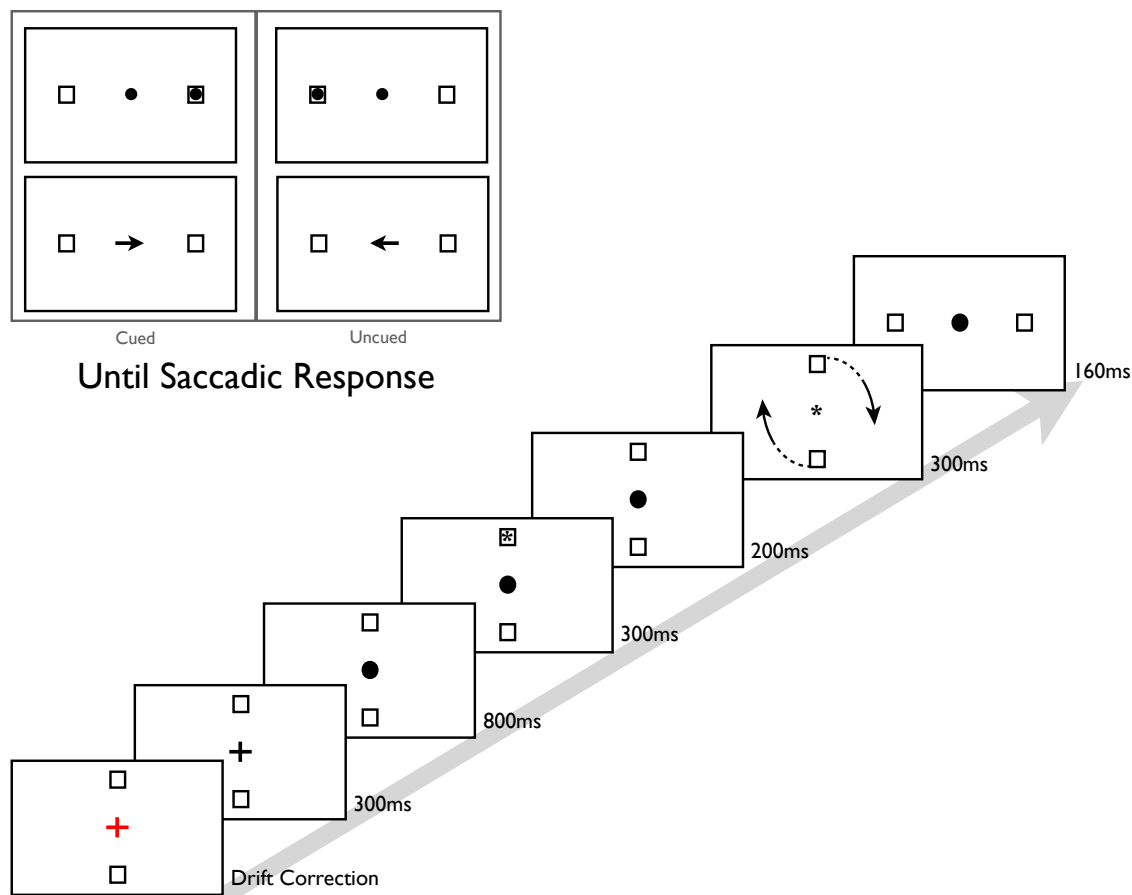 Cued
Uncued
Until Saccadic Response
160ms
300ms
*
200ms
300ms
*
800ms
300ms
Drift Correction